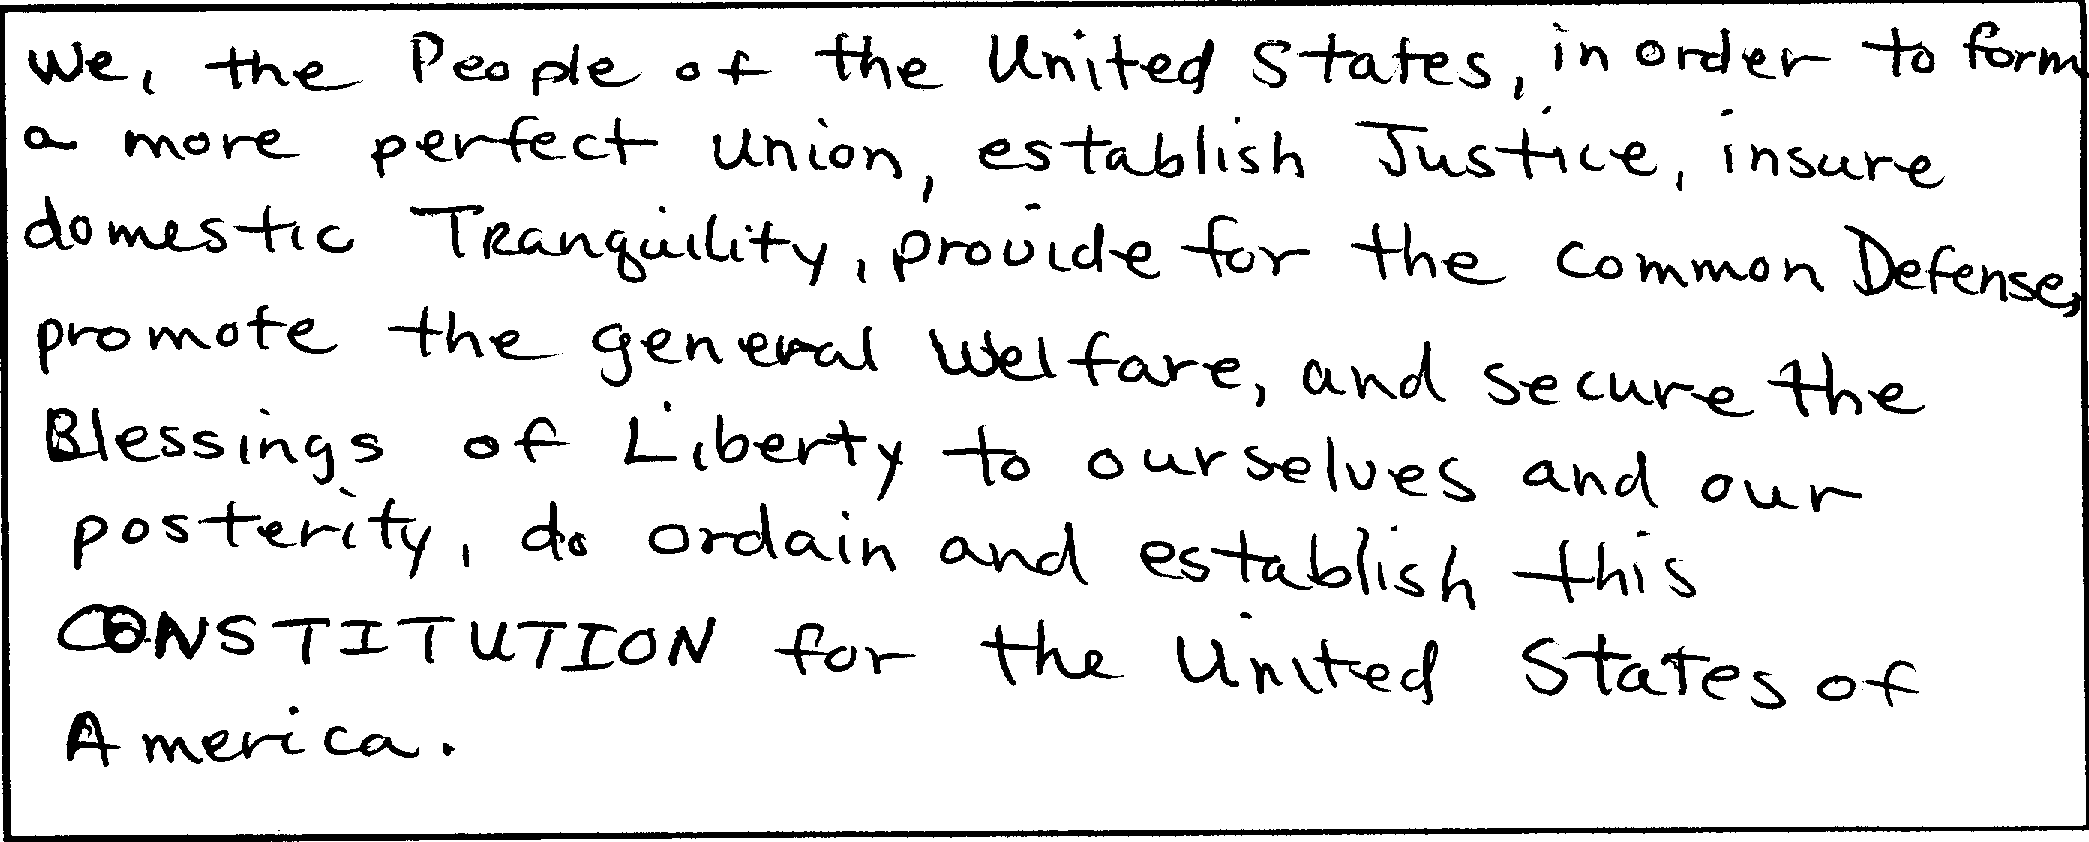 We, the People of the United States, in order to form
a more perfect Union, establish Justice, insure
domestic Tranquility, provide for the common Defense,
promote the general Welfare, and secure the
Blessings of Liberty to ourselves and our
posterity, do ordain and establish this
CONSTITUTION for the United States of
America.